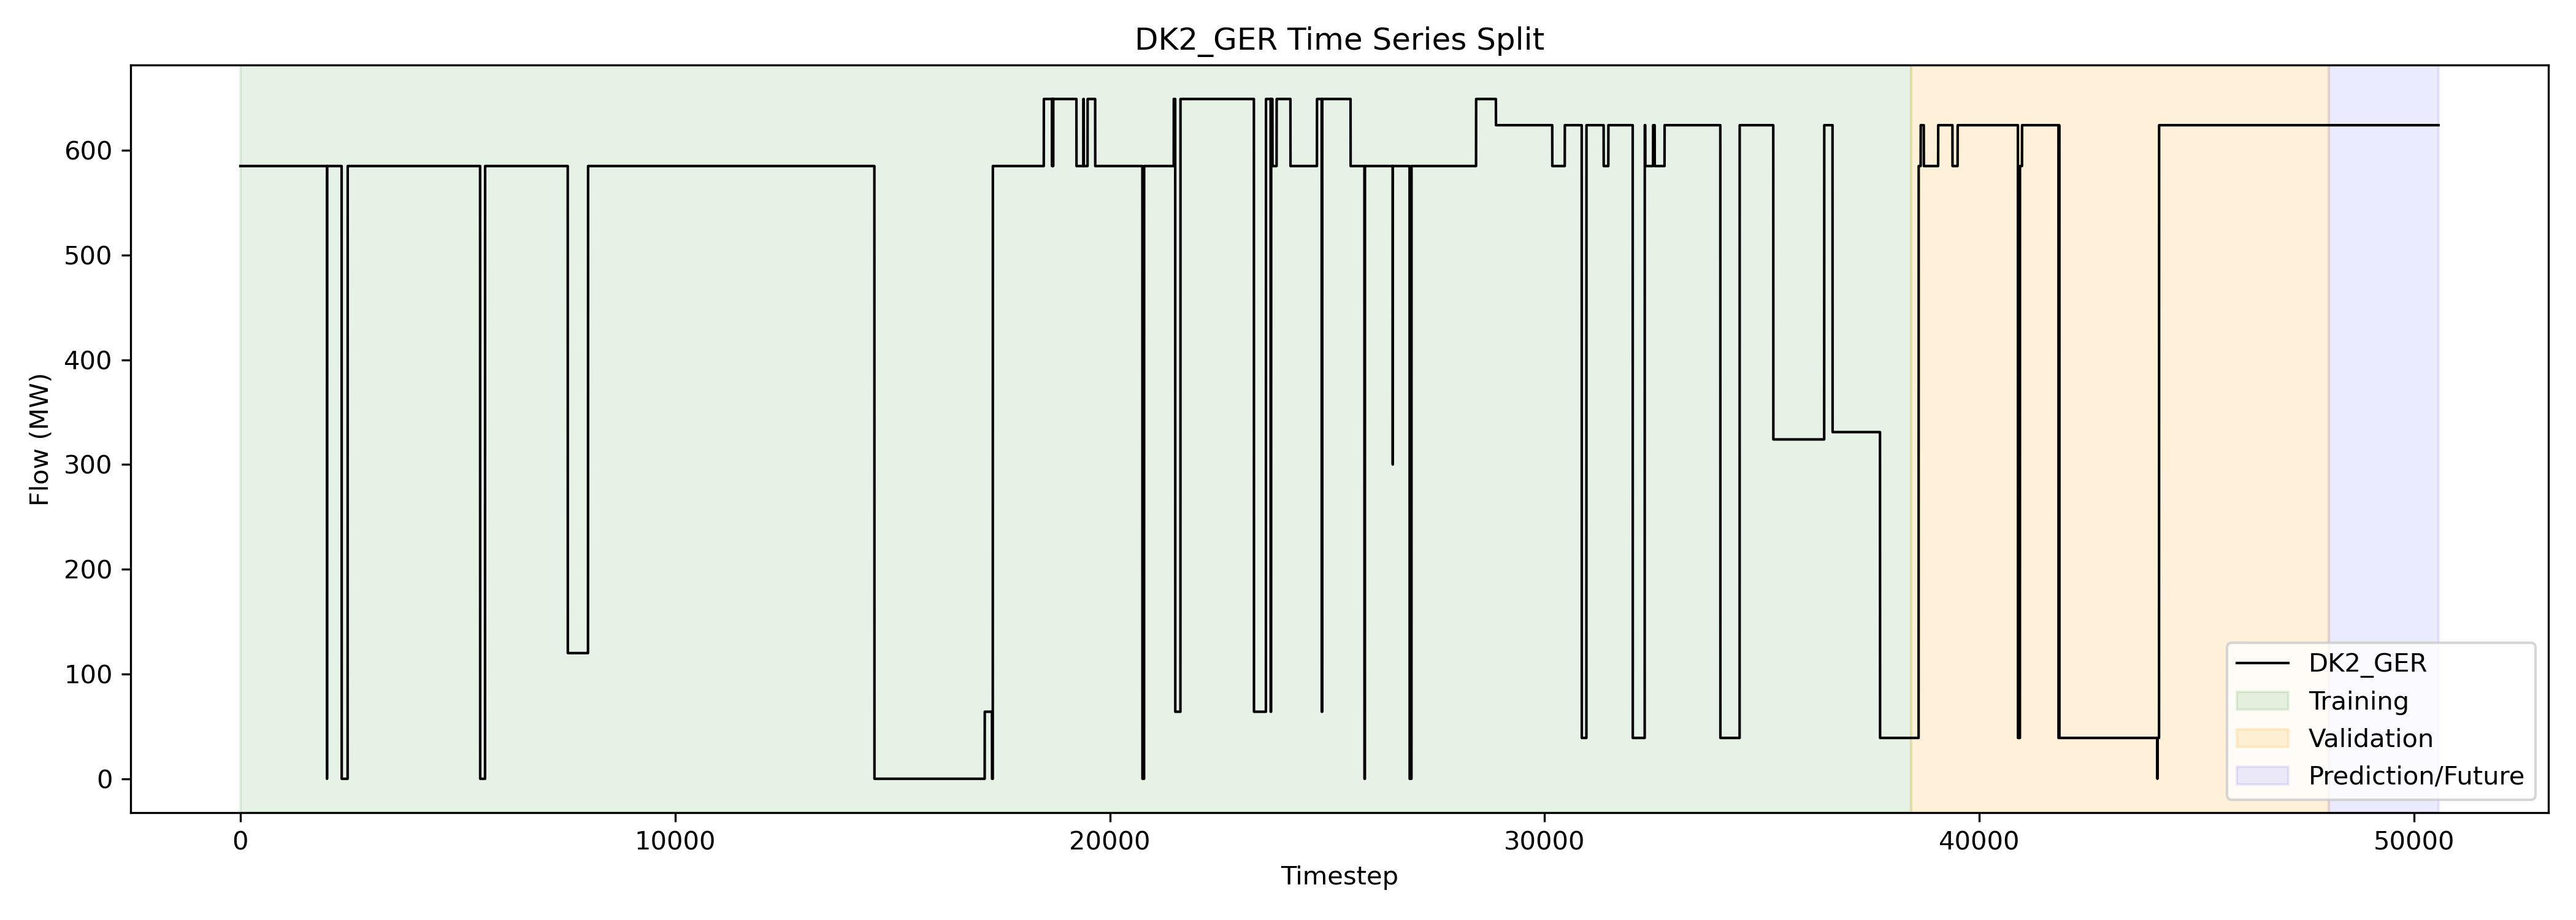 DK2_GER Time Series Split
Flow (MW)
600
500
400
300
200
100
0
0
10000
20000
30000
40000
50000
Timestep
DK2_GER
Training
Validation
Prediction/Future